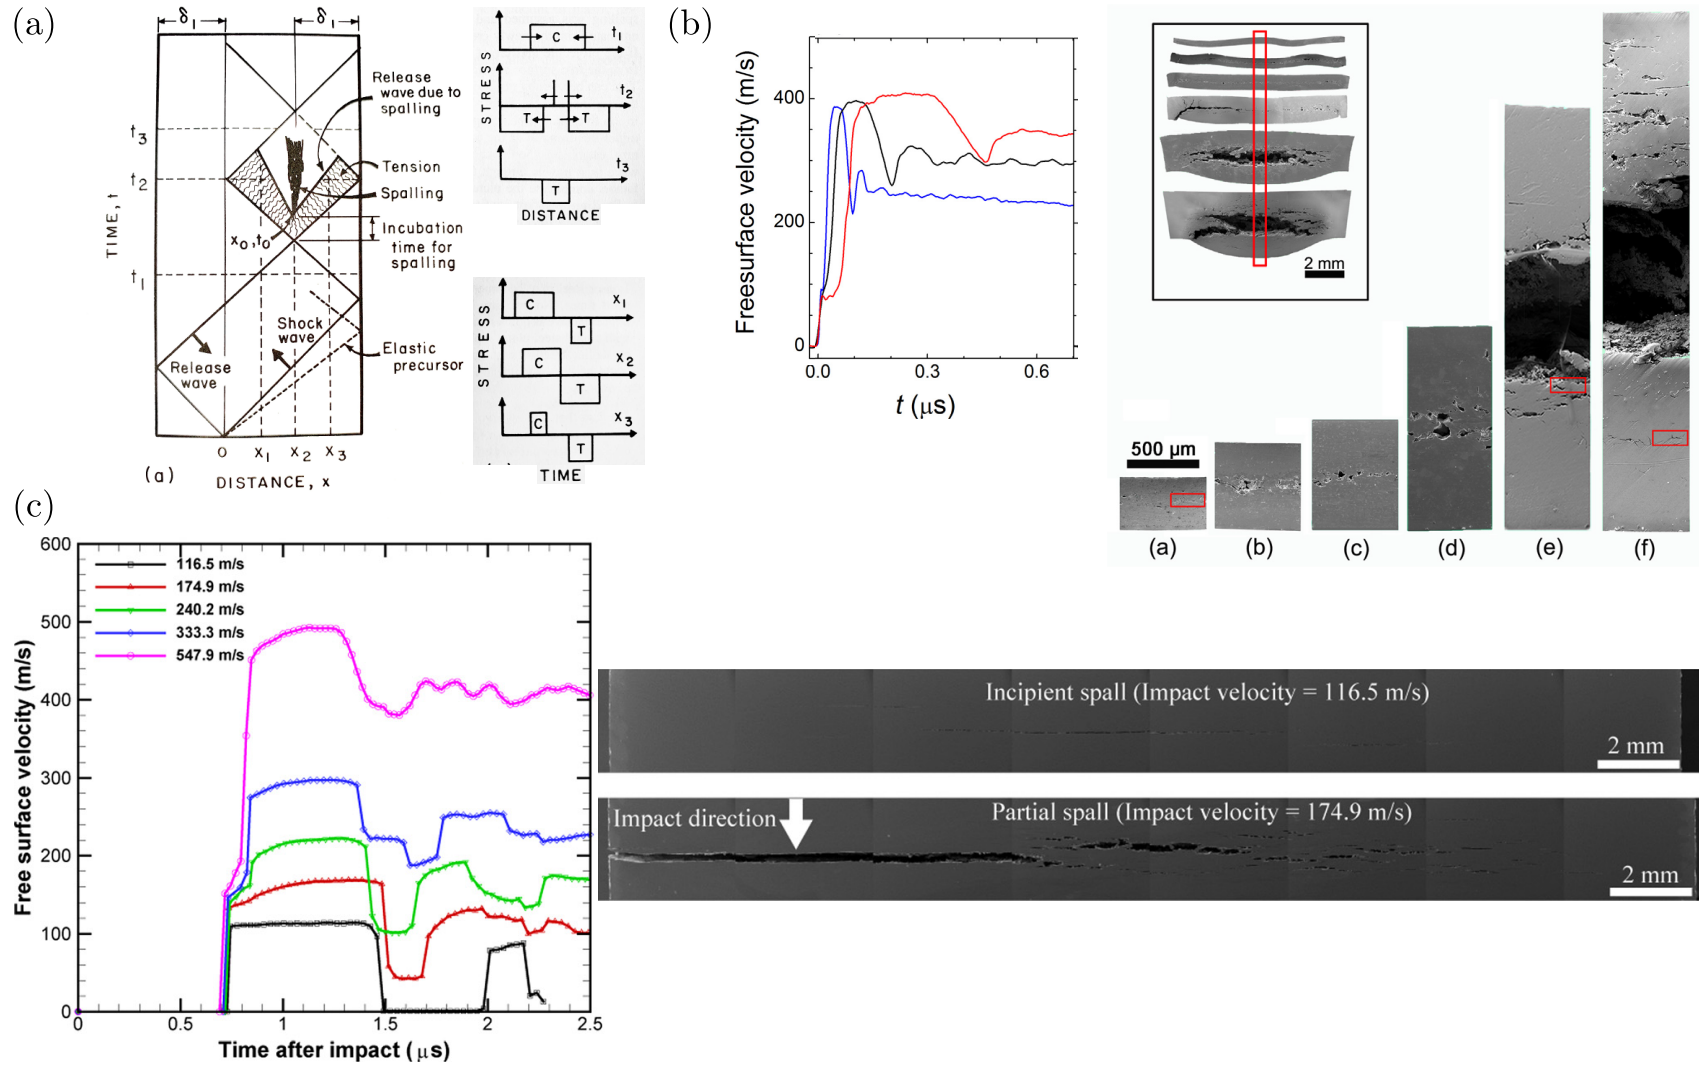 (a)
δ₁
δ₁
Release
wave due to
spalling
Tension
Spalling
Incubation
time for
spalling
t₃
t₂
t₁
TIME, t
x₀,t₀
Shock
wave
Release
wave
Elastic
precursor
O
x₁
x₂
x₃
(a)
DISTANCE, x
STRESS
C
t₁
T
T
t₂
T
t₃
DISTANCE
STRESS
C
T
x₁
C
T
x₂
C
T
x₃
TIME
(b)
Freesurface velocity (m/s)
400
200
0
0.0
0.3
0.6
t (μs)
2 mm
500 μm
(a)
(b)
(c)
(d)
(e)
(f)
(c)
600
500
400
300
200
100
0
Free surface velocity (m/s)
116.5 m/s
174.9 m/s
240.2 m/s
333.3 m/s
547.9 m/s
0
0.5
1
1.5
2
2.5
Time after impact (μs)
Incipient spall (Impact velocity = 116.5 m/s)
2 mm
Impact direction
Partial spall (Impact velocity = 174.9 m/s)
2 mm